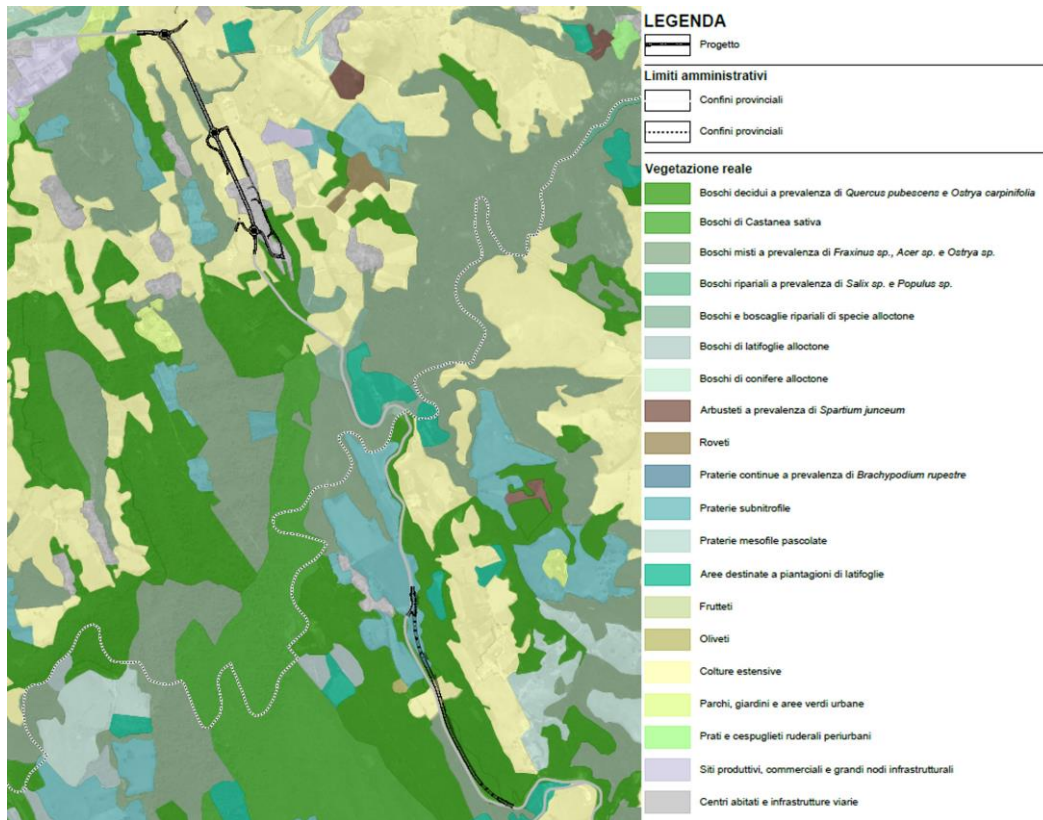 LEGENDA
Progetto
Limiti amministrativi
Confini provinciali
Confini provinciali
Vegetazione reale
Boschi decidui a prevalenza di Quercus pubescens e Ostrya carpinifolia
Boschi di Castanea sativa
Boschi misti a prevalenza di Fraxinus sp., Acer sp. e Ostrya sp.
Boschi ripariali a prevalenza di Salix sp. e Populus sp.
Boschi e boscaglie ripariali di specie alloctone
Boschi di latifoglie alloctone
Boschi di conifere alloctone
Arbusteti a prevalenza di Spartium junceum
Roveti
Praterie continue a prevalenza di Brachypodium rupestre
Praterie subnitrofile
Praterie mesofile pascolate
Aree destinate a piantagioni di latifoglie
Frutteti
Oliveti
Colture estensive
Parchi, giardini e aree verdi urbane
Prati e cespuglieti ruderali periurbani
Siti produttivi, commerciali e grandi nodi infrastrutturali
Centri abitati e infrastrutture viarie